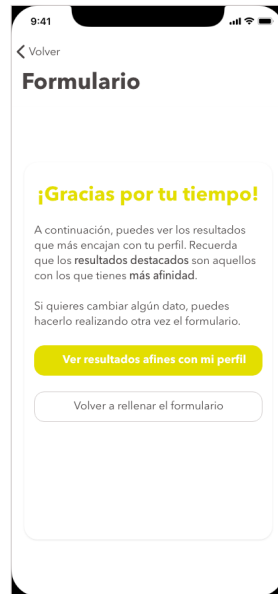 9:41
Volver
Formulario
¡Gracias por tu tiempo!
A continuación, puedes ver los resultados
que más encajan con tu perfil. Recuerda
que los resultados destacados son aquellos
con los que tienes más afinidad.
Si quieres cambiar algún dato, puedes
hacerlo realizando otra vez el formulario.
Ver resultados afines con mi perfil
Volver a rellenar el formulario